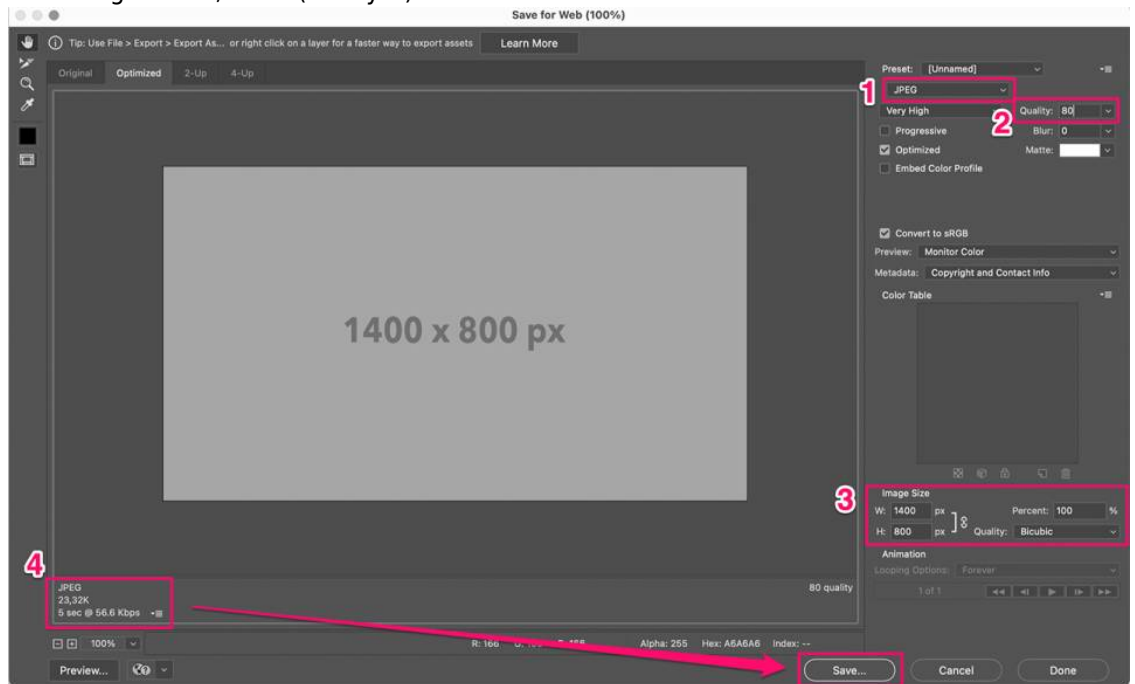 Save for Web (100%)
Tip: Use File > Export > Export As... or right click on a layer for a faster way to export assets
Learn More
Original Optimized 2-Up 4-Up
1400 x 800 px
4
JPEG
23,32K
5 sec @ 56.6 Kbps
80 quality
100%
Alpha: 255 Hex: A6A6A6 Index: --
Preview...
Preset: [Unnamed]
1
JPEG
Very High
2
Quality: 80
Progressive
Blur: 0
Optimized
Matte:
Embed Color Profile
Convert to sRGB
Preview: Monitor Color
Metadata: Copyright and Contact Info
Color Table
3
Image Size
W: 1400 px Percent: 100 %
H: 800 px Quality: Bicubic
Animation
Looping Options: Forever
1 of 1
Save... Cancel Done